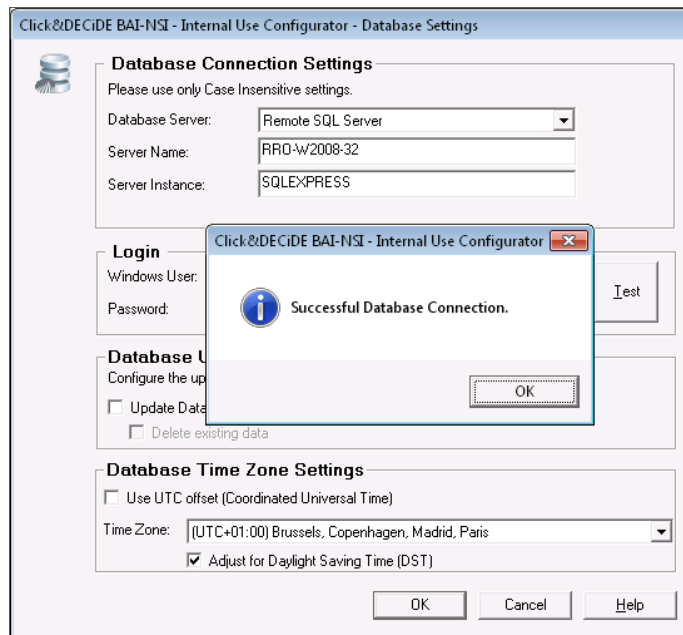 Click&DECiDE BAI-NSI - Internal Use Configurator - Database Settings
Database Connection Settings
Please use only Case Insensitive settings.
Database Server:
Remote SQL Server
Server Name:
RRO-W2008-32
Server Instance:
SQLEXPRESS
Click&DECiDE BAI-NSI - Internal Use Configurator
Successful Database Connection.
OK
Login
Windows User:
Password:
Test
Database U
Configure the up
Update Data
Delete existing data
Database Time Zone Settings
Use UTC offset (Coordinated Universal Time)
Time Zone:
(UTC+01:00) Brussels, Copenhagen, Madrid, Paris
Adjust for Daylight Saving Time (DST)
OK
Cancel
Help